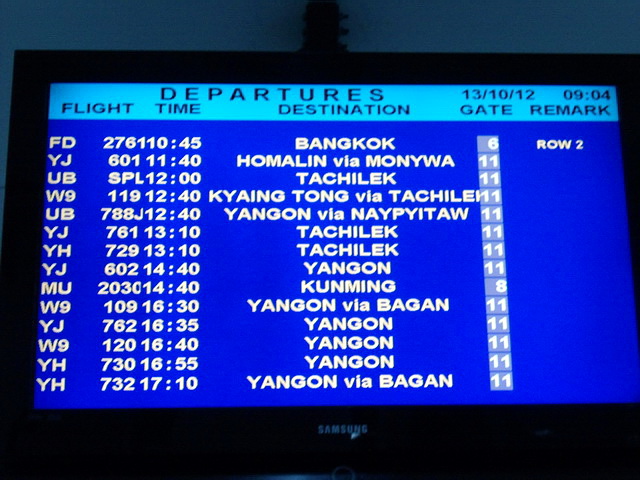 DEPARTURES 13/10/12 09:04
FLIGHT TIME DESTINATION GATE REMARK
FD 2761 10:45 BANGKOK 6 ROW 2
YJ 601 11:40 HOMALIN via MONYWA 11
UB SPL 12:00 TACHILEK 11
W9 119 12:40 KYAING TONG via TACHILEK 11
UB 788J 12:40 YANGON via NAYPYITAW 11
YJ 761 13:10 TACHILEK 11
YH 729 13:10 TACHILEK 11
YJ 602 14:40 YANGON 11
MU 2030 14:40 KUNMING 8
W9 109 16:30 YANGON via BAGAN 11
YJ 762 16:35 YANGON 11
W9 120 16:40 YANGON 11
YH 730 16:55 YANGON 11
YH 732 17:10 YANGON via BAGAN 11
SAMSUNG